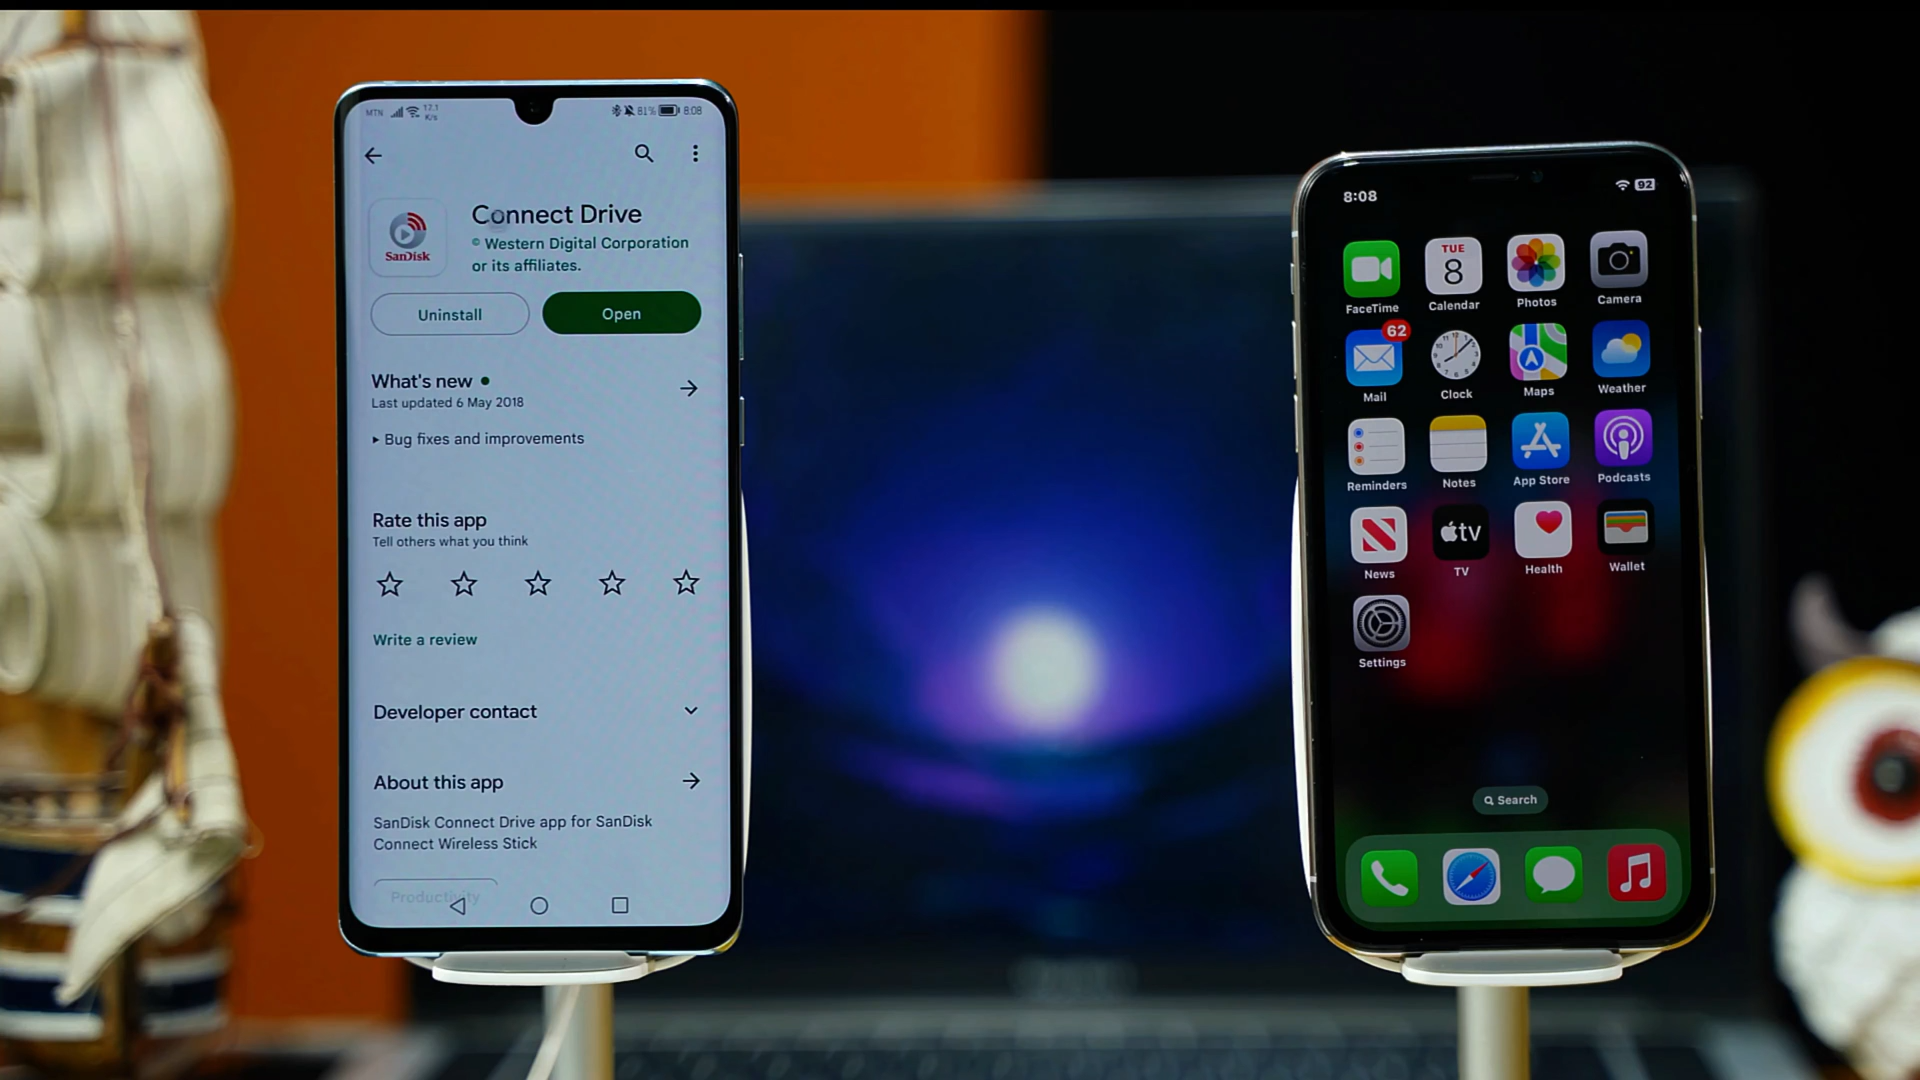 MTN 17.1 K/s 81% 8:08
SanDisk
Connect Drive
© Western Digital Corporation
or its affiliates.
Uninstall
Open
What's new
Last updated 6 May 2018
Bug fixes and improvements
Rate this app
Tell others what you think
Write a review
Developer contact
About this app
SanDisk Connect Drive app for SanDisk
Connect Wireless Stick
Productivity
8:08 92
TUE
8
FaceTime Calendar Photos Camera
62
Mail Clock Maps Weather
Reminders Notes App Store Podcasts
tv
News TV Health Wallet
Settings
Search